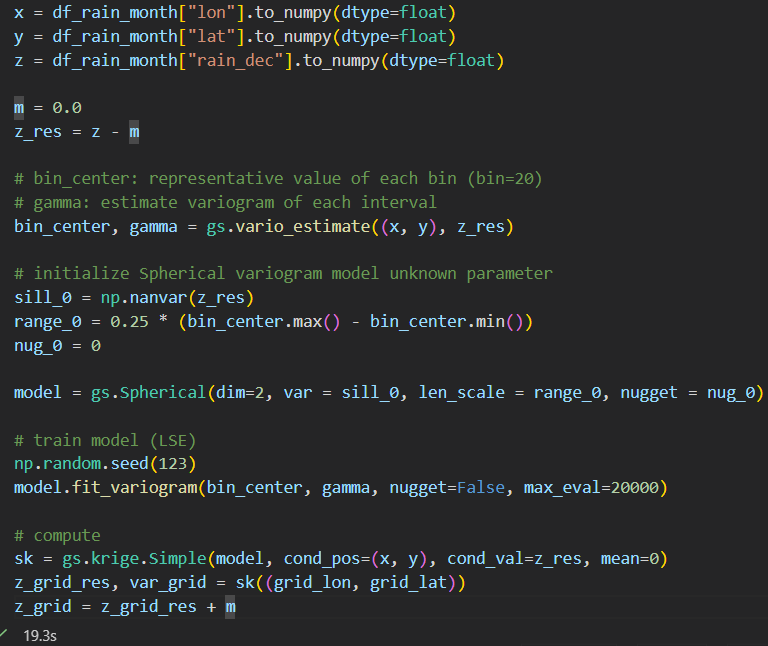 x = df_rain_month["lon"].to_numpy(dtype=float)
y = df_rain_month["lat"].to_numpy(dtype=float)
z = df_rain_month["rain_dec"].to_numpy(dtype=float)
m = 0.0
z_res = z - m
# bin_center: representative value of each bin (bin=20)
# gamma: estimate variogram of each interval
bin_center, gamma = gs.vario_estimate((x, y), z_res)
# initialize Spherical variogram model unknown parameter
sill_0 = np.nanvar(z_res)
range_0 = 0.25 * (bin_center.max() - bin_center.min())
nug_0 = 0
model = gs.Spherical(dim=2, var = sill_0, len_scale = range_0, nugget = nug_0)
# train model (LSE)
np.random.seed(123)
model.fit_variogram(bin_center, gamma, nugget=False, max_eval=20000)
# compute
sk = gs.krige.Simple(model, cond_pos=(x, y), cond_val=z_res, mean=0)
z_grid_res, var_grid = sk((grid_lon, grid_lat))
z_grid = z_grid_res + m
19.3s